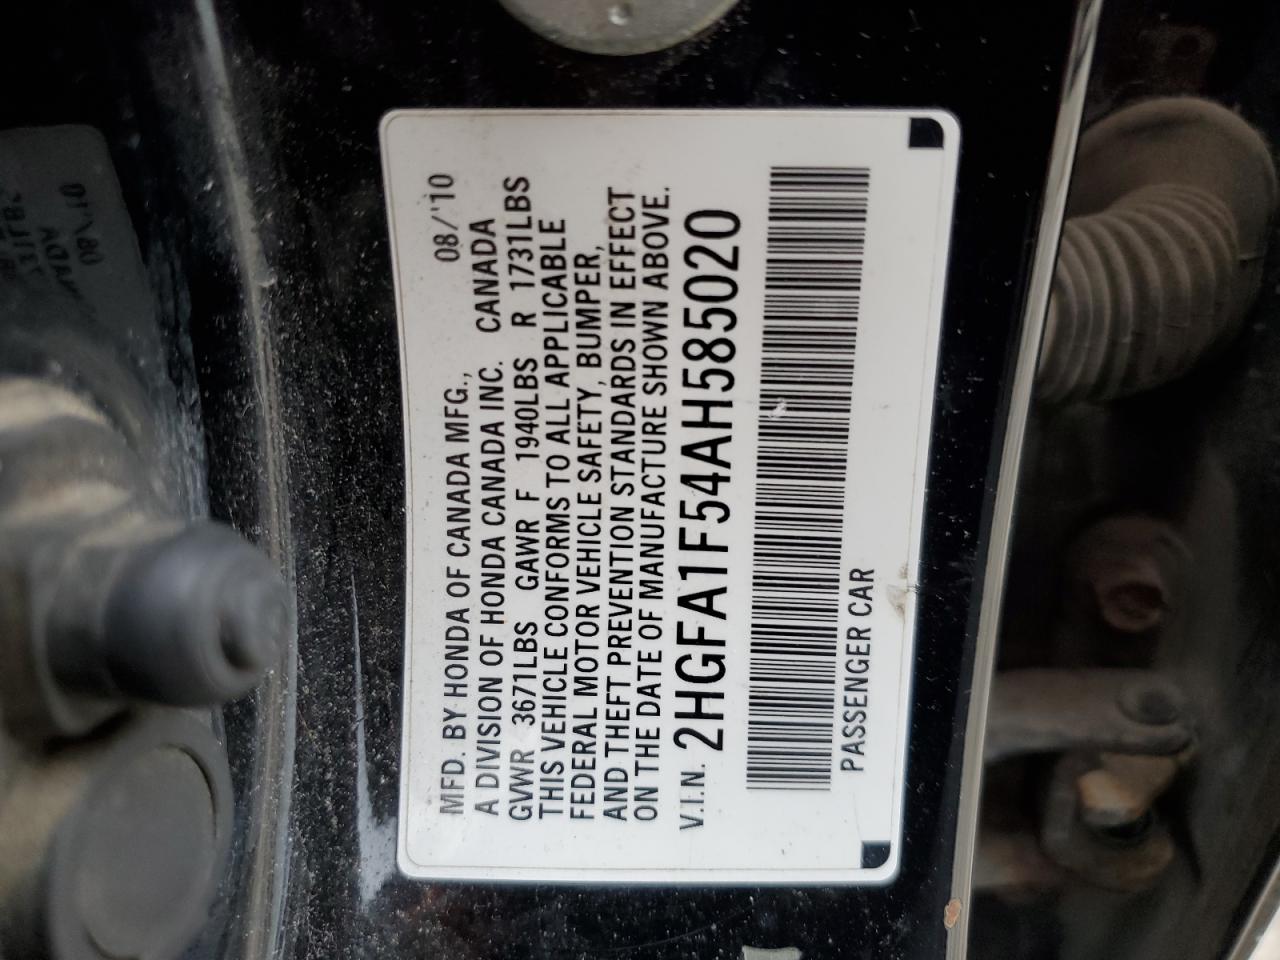 MFD. BY HONDA OF CANADA MFG., 08/'10
A DIVISION OF HONDA CANADA INC. CANADA
GVWR 3671LBS GAWR F 1940LBS R 1731LBS
THIS VEHICLE CONFORMS TO ALL APPLICABLE
FEDERAL MOTOR VEHICLE SAFETY, BUMPER,
AND THEFT PREVENTION STANDARDS IN EFFECT
ON THE DATE OF MANUFACTURE SHOWN ABOVE.
V.I.N. 2HGFA1F54AH585020
PASSENGER CAR